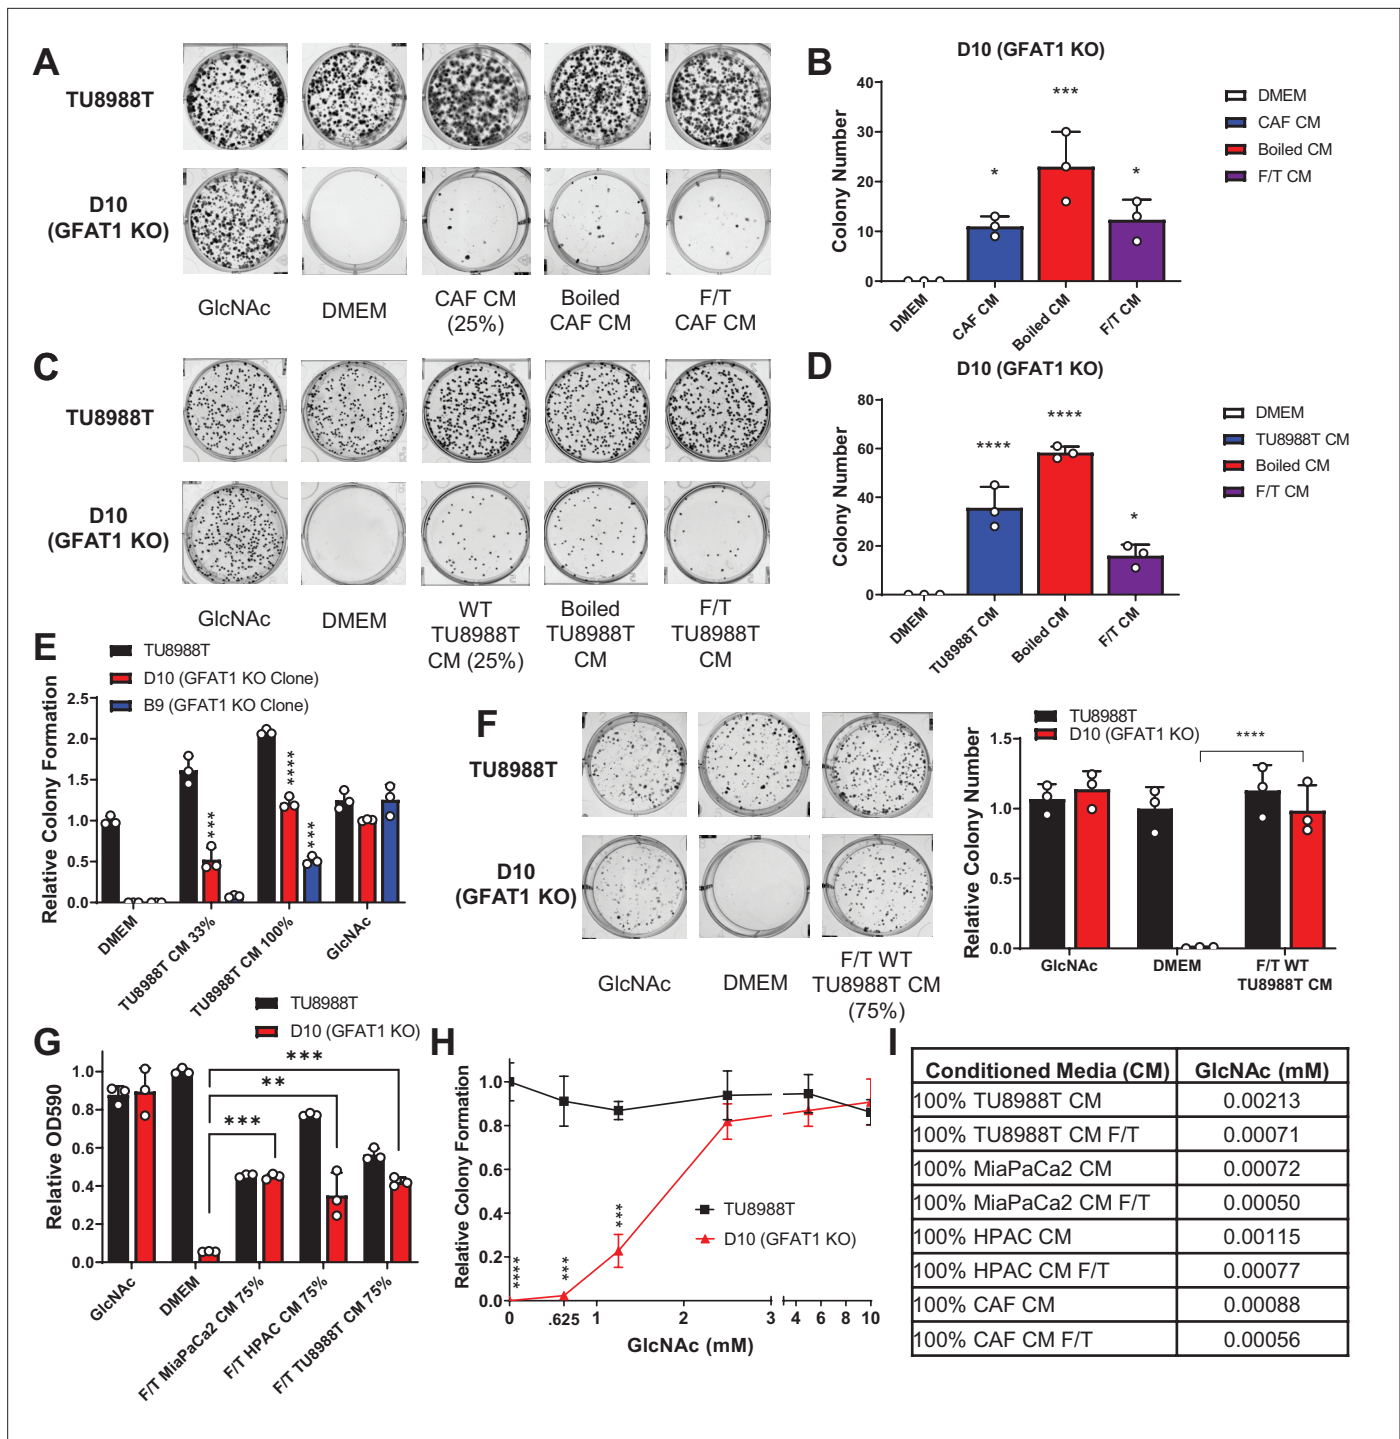 A
TU8988T
D10
(GFAT1 KO)
GlcNAc
DMEM
CAF CM
(25%)
Boiled
CAF CM
F/T
CAF CM
B
D10 (GFAT1 KO)
Colony Number
40
30
20
10
0
***
*
*
DMEM
CAF CM
Boiled CM
F/T CM
DMEM
CAF CM
Boiled CM
F/T CM
C
TU8988T
D10
(GFAT1 KO)
GlcNAc
DMEM
WT
TU8988T
CM (25%)
Boiled
TU8988T
CM
F/T
TU8988T
CM
D
D10 (GFAT1 KO)
Colony Number
80
60
40
20
0
****
****
*
DMEM
TU8988T CM
Boiled CM
F/T CM
DMEM
TU8988T CM
Boiled CM
F/T CM
E
TU8988T
D10 (GFAT1 KO Clone)
B9 (GFAT1 KO Clone)
Relative Colony Formation
2.5
2.0
1.5
1.0
0.5
0.0
****
****
***
DMEM
TU8988T CM 33%
TU8988T CM 100%
GlcNAc
F
TU8988T
D10
(GFAT1 KO)
GlcNAc
DMEM
F/T WT
TU8988T CM
(75%)
TU8988T
D10 (GFAT1 KO)
Relative Colony Number
1.5
1.0
0.5
0.0
****
GlcNAc
DMEM
F/T WT
TU8988T CM
G
TU8988T
D10 (GFAT1 KO)
Relative OD590
1.0
0.8
0.6
0.4
0.2
0.0
***
**
***
GlcNAc
DMEM
F/T MiaPaCa2 CM 75%
F/T HPAC CM 75%
F/T TU8988T CM 75%
H
Relative Colony Formation
1.0
0.8
0.6
0.4
0.2
0.0
****
***
***
TU8988T
D10 (GFAT1 KO)
0 .625 1 2 3 4 6 8 10
GlcNAc (mM)
I
Conditioned Media (CM) GlcNAc (mM)
100% TU8988T CM 0.00213
100% TU8988T CM F/T 0.00071
100% MiaPaCa2 CM 0.00072
100% MiaPaCa2 CM F/T 0.00050
100% HPAC CM 0.00115
100% HPAC CM F/T 0.00077
100% CAF CM 0.00088
100% CAF CM F/T 0.00056